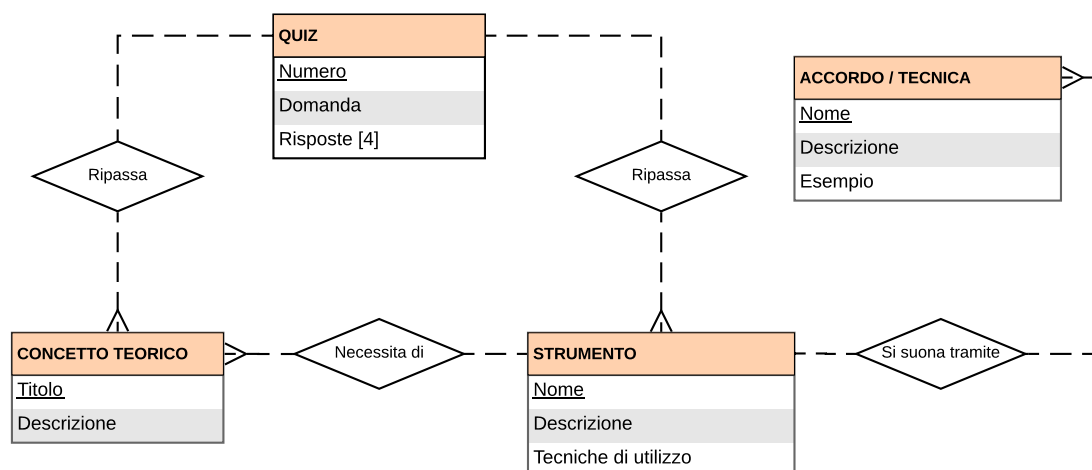 QUIZ
Numero
Domanda
Risposte [4]
ACCORDO / TECNICA
Nome
Descrizione
Esempio
Ripassa
Ripassa
CONCETTO TEORICO
Titolo
Descrizione
Necessita di
STRUMENTO
Nome
Descrizione
Tecniche di utilizzo
Si suona tramite